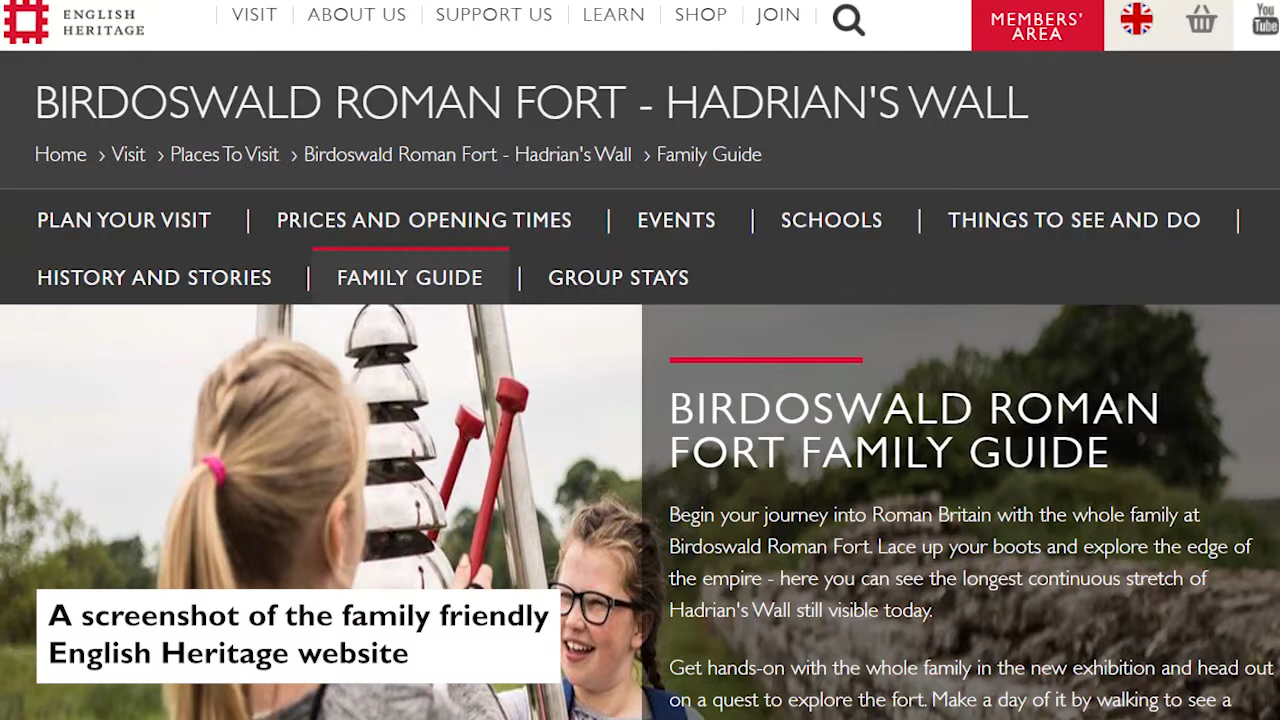 ENGLISH
HERITAGE
VISIT ABOUT US SUPPORT US LEARN SHOP JOIN
MEMBERS'
AREA
You
Tube
BIRDOSWALD ROMAN FORT - HADRIAN'S WALL
Home › Visit › Places To Visit › Birdoswald Roman Fort - Hadrian's Wall › Family Guide
PLAN YOUR VISIT | PRICES AND OPENING TIMES | EVENTS | SCHOOLS | THINGS TO SEE AND DO |
HISTORY AND STORIES | FAMILY GUIDE | GROUP STAYS
BIRDOSWALD ROMAN
FORT FAMILY GUIDE
Begin your journey into Roman Britain with the whole family at
Birdoswald Roman Fort. Lace up your boots and explore the edge of
the empire - here you can see the longest continuous stretch of
Hadrian's Wall still visible today.
Get hands-on with the whole family in the new exhibition and head out
on a quest to explore the fort. Make a day of it by walking to see a
A screenshot of the family friendly
English Heritage website